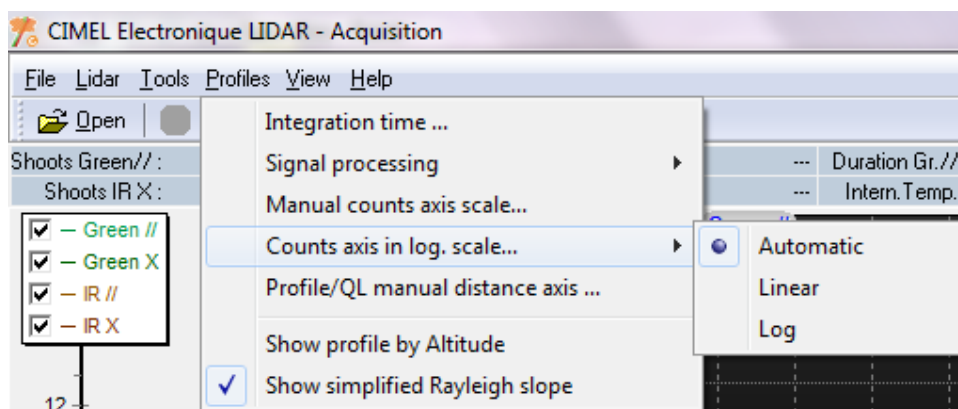 CIMEL Electronique LIDAR - Acquisition
File Lidar Tools Profiles View Help
Open
Integration time ...
Shoots Green// :
Signal processing
--- Duration Gr.//
Shoots IR X :
--- Intern.Temp.
Manual counts axis scale...
Green //
Green X
IR //
IR X
Counts axis in log. scale...
Automatic
Linear
Log
Profile/QL manual distance axis ...
Show profile by Altitude
Show simplified Rayleigh slope
12